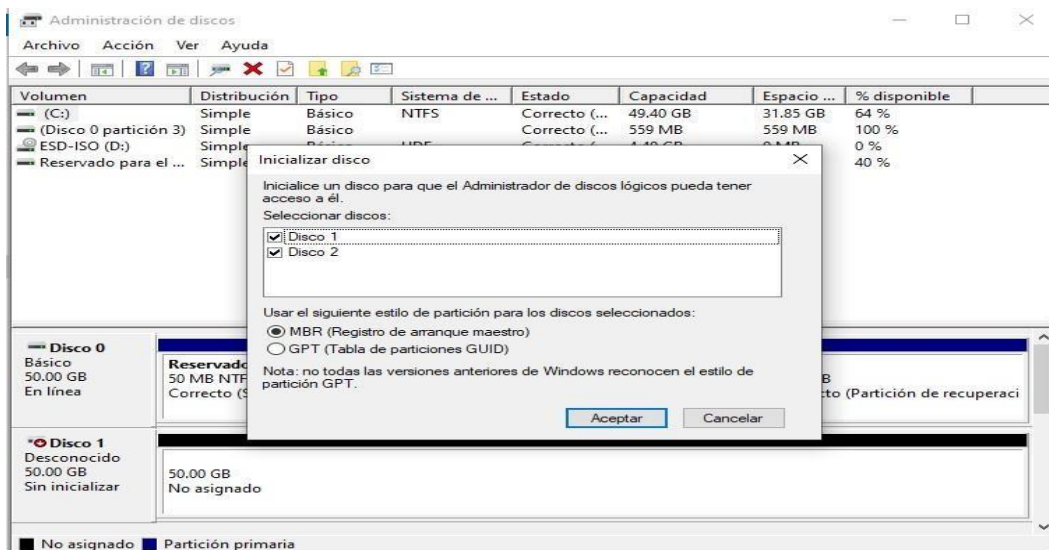 Administración de discos
Archivo Acción Ver Ayuda
Volumen Distribución Tipo Sistema de ... Estado Capacidad Espacio ... % disponible
(C:) Simple Básico NTFS Correcto (... 49.40 GB 31.85 GB 64 %
(Disco 0 partición 3) Simple Básico Correcto (... 559 MB 559 MB 100 %
ESD-ISO (D:) Simple 0 %
Reservado para el ... Simple 40 %
Inicializar disco
Inicialice un disco para que el Administrador de discos lógicos pueda tener
acceso a él.
Seleccionar discos:
Disco 1
Disco 2
Usar el siguiente estilo de partición para los discos seleccionados:
MBR (Registro de arranque maestro)
GPT (Tabla de particiones GUID)
Nota: no todas las versiones anteriores de Windows reconocen el estilo de
partición GPT.
Aceptar Cancelar
Disco 0
Básico
50.00 GB
En línea
Reservado
50 MB NTF
Correcto (S
(Partición de recuperaci
Disco 1
Desconocido
50.00 GB
Sin inicializar
50.00 GB
No asignado
No asignado Partición primaria